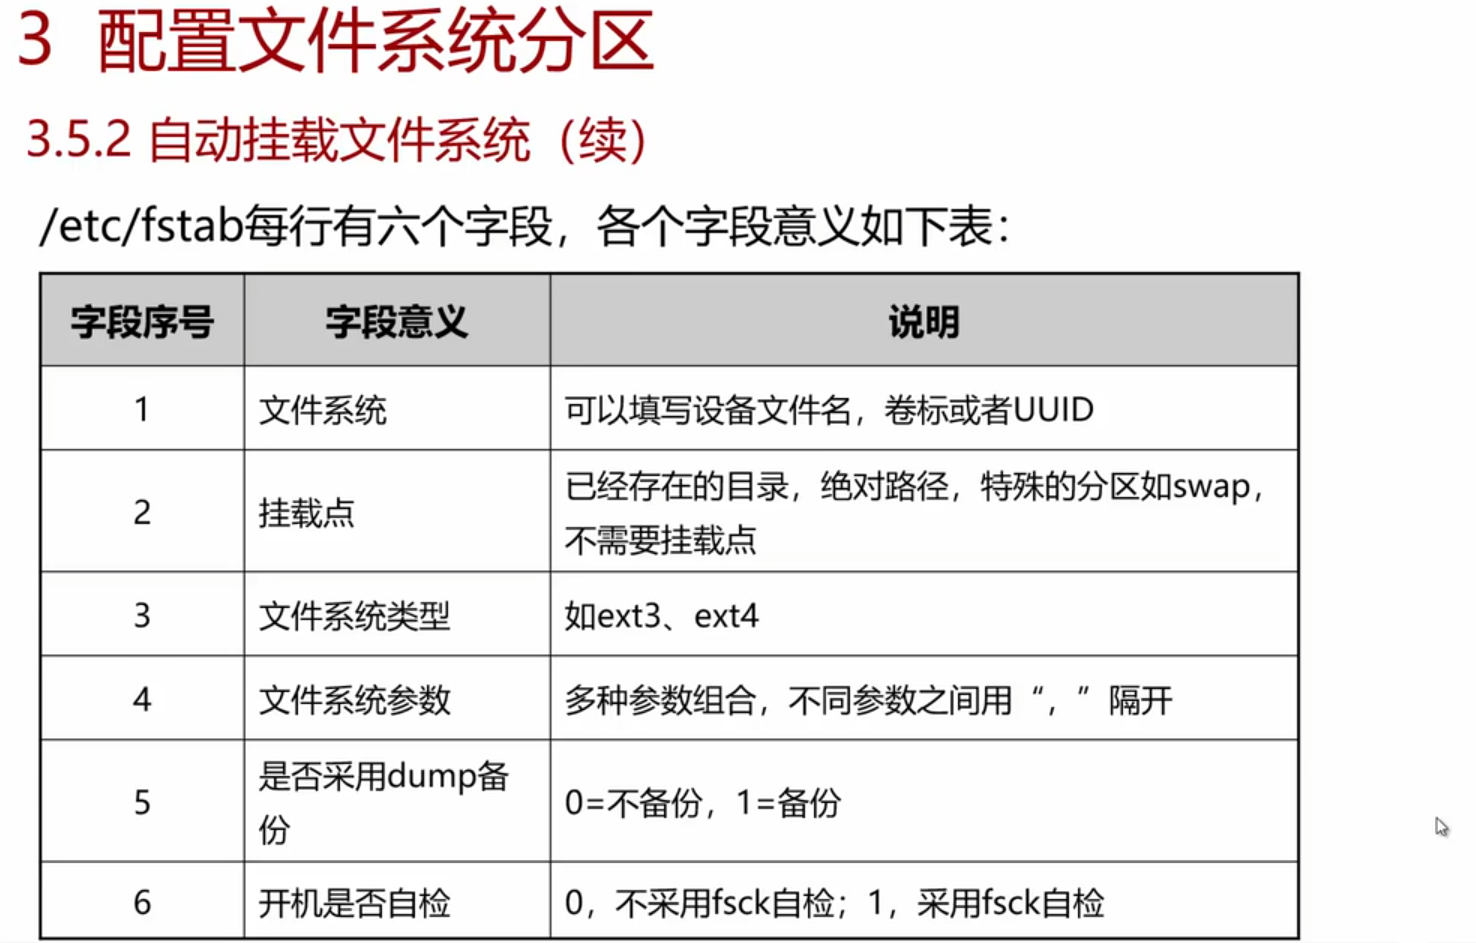 3 配置文件系统分区
3.5.2 自动挂载文件系统（续）
/etc/fstab每行有六个字段，各个字段意义如下表：
字段序号 字段意义 说明
1 文件系统 可以填写设备文件名，卷标或者UUID
2 挂载点 已经存在的目录，绝对路径，特殊的分区如swap，
不需要挂载点
3 文件系统类型 如ext3、ext4
4 文件系统参数 多种参数组合，不同参数之间用“，”隔开
5 是否采用dump备
份 0=不备份，1=备份
6 开机是否自检 0，不采用fsck自检；1，采用fsck自检